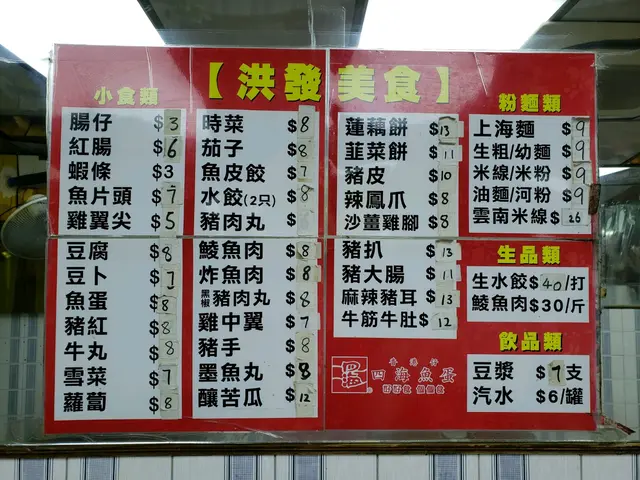 【洪發美食】
小食類
腸仔 $3
紅腸 $6
蝦條 $3
魚片頭 $7
雞翼尖 $5
豆腐 $8
豆卜 $7
魚蛋 $8
豬紅 $8
牛丸 $8
雪菜 $7
蘿蔔 $8
時菜 $8
茄子 $8
魚皮餃 $7
水餃(2只) $8
豬肉丸 $8
鯪魚肉 $8
炸魚肉 $8
黑椒豬肉丸 $8
雞中翼 $7
豬手 $8
墨魚丸 $8
釀苦瓜 $12
蓮藕餅 $13
韮菜餅 $11
豬皮 $10
辣鳳爪 $8
沙薑雞腳 $8
豬扒 $13
豬大腸 $11
麻辣豬耳 $13
牛筋牛肚 $12
香港仔
四海魚蛋
粉麵類
上海麵 $9
生粗/幼麵 $9
米線/米粉 $9
油麵/河粉 $9
雲南米線 $26
生品類
生水餃 $40/打
鯪魚肉 $30/斤
飲品類
豆漿 $7支
汽水 $6/罐